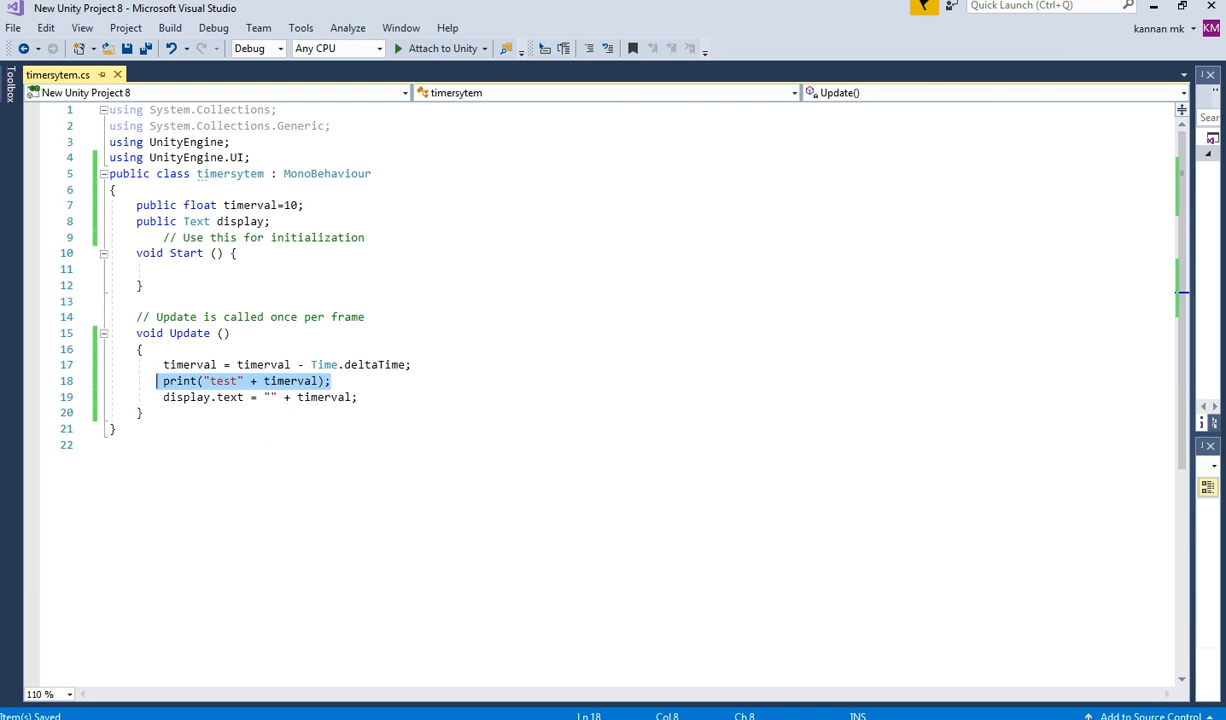 New Unity Project 8 - Microsoft Visual Studio
Quick Launch (Ctrl+Q)
File Edit View Project Build Debug Team Tools Analyze Window Help
kannan mk KM
Debug Any CPU Attach to Unity
Toolbox
timersytem.cs
New Unity Project 8 timersytem Update()
Sear
1 using System.Collections;
2 using System.Collections.Generic;
3 using UnityEngine;
4 using UnityEngine.UI;
5 public class timersytem : MonoBehaviour
6 {
7 public float timerval=10;
8 public Text display;
9 // Use this for initialization
10 void Start () {
11
12 }
13
14 // Update is called once per frame
15 void Update ()
16 {
17 timerval = timerval - Time.deltaTime;
18 print("test" + timerval);
19 display.text = "" + timerval;
20 }
21 }
22
110 %
Item(s) Saved Ln 18 Col 8 Ch 8 INS Add to Source Control